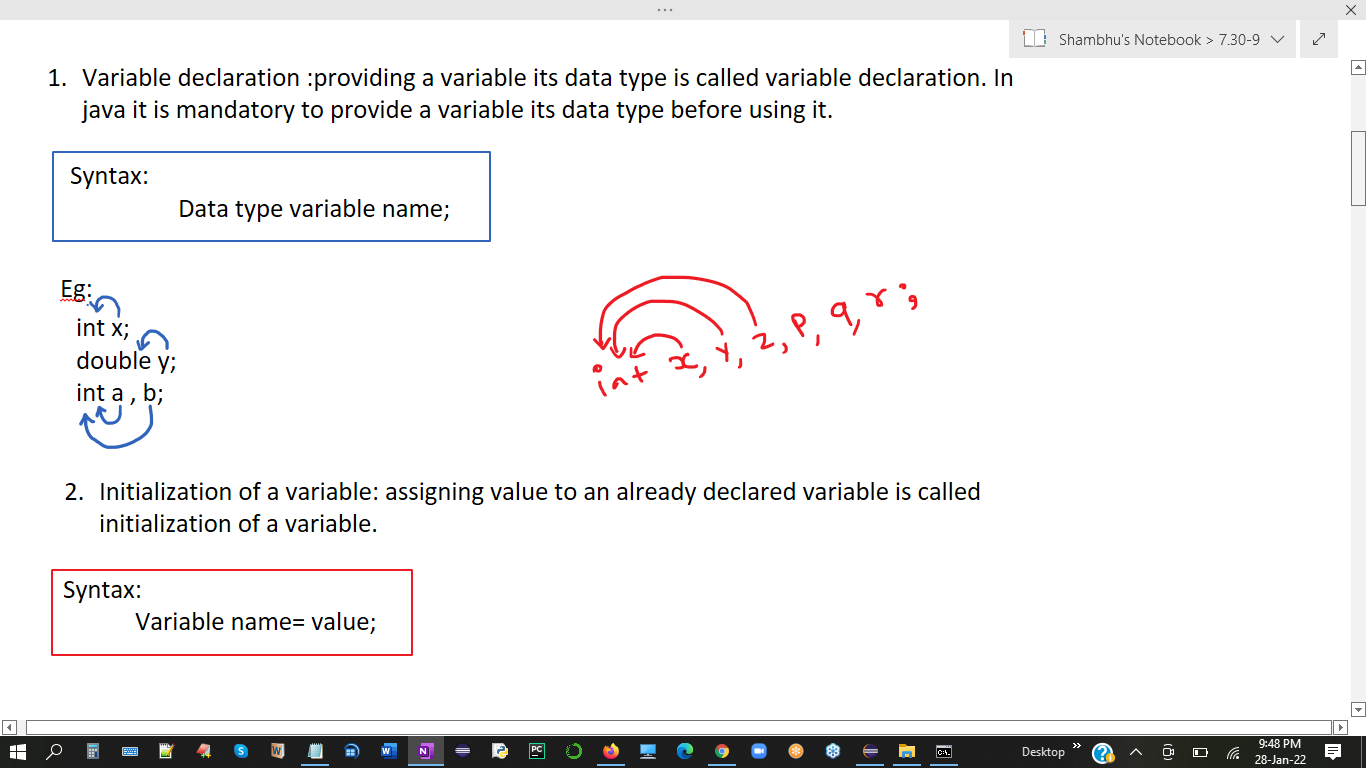 Shambhu's Notebook > 7.30-9
1. Variable declaration :providing a variable its data type is called variable declaration. In
java it is mandatory to provide a variable its data type before using it.
Syntax:
Data type variable name;
Eg:
int x;
double y;
int a , b;
int x, y, z, p, q, r ;
2. Initialization of a variable: assigning value to an already declared variable is called
initialization of a variable.
Syntax:
Variable name= value;
Desktop
9:48 PM
28-Jan-22